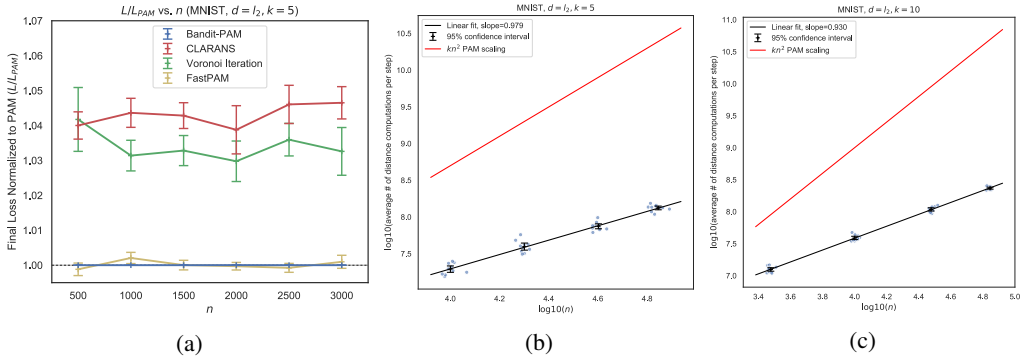 L/L_PAM vs. n (MNIST, d = l₂, k = 5)
Bandit-PAM
CLARANS
Voronoi Iteration
FastPAM
Final Loss Normalized to PAM (L/L_PAM)
1.07
1.06
1.05
1.04
1.03
1.02
1.01
1.00
500
1000
1500
2000
2500
3000
n
(a)
MNIST, d = l₂, k = 5
Linear fit, slope=0.979
95% confidence interval
kn² PAM scaling
log10(average # of distance computations per step)
10.5
10.0
9.5
9.0
8.5
8.0
7.5
4.0
4.2
4.4
4.6
4.8
log10(n)
(b)
MNIST, d = l₂, k = 10
Linear fit, slope=0.930
95% confidence interval
kn² PAM scaling
log10(average # of distance computations per step)
11.0
10.5
10.0
9.5
9.0
8.5
8.0
7.5
7.0
3.4
3.6
3.8
4.0
4.2
4.4
4.6
4.8
5.0
log10(n)
(c)